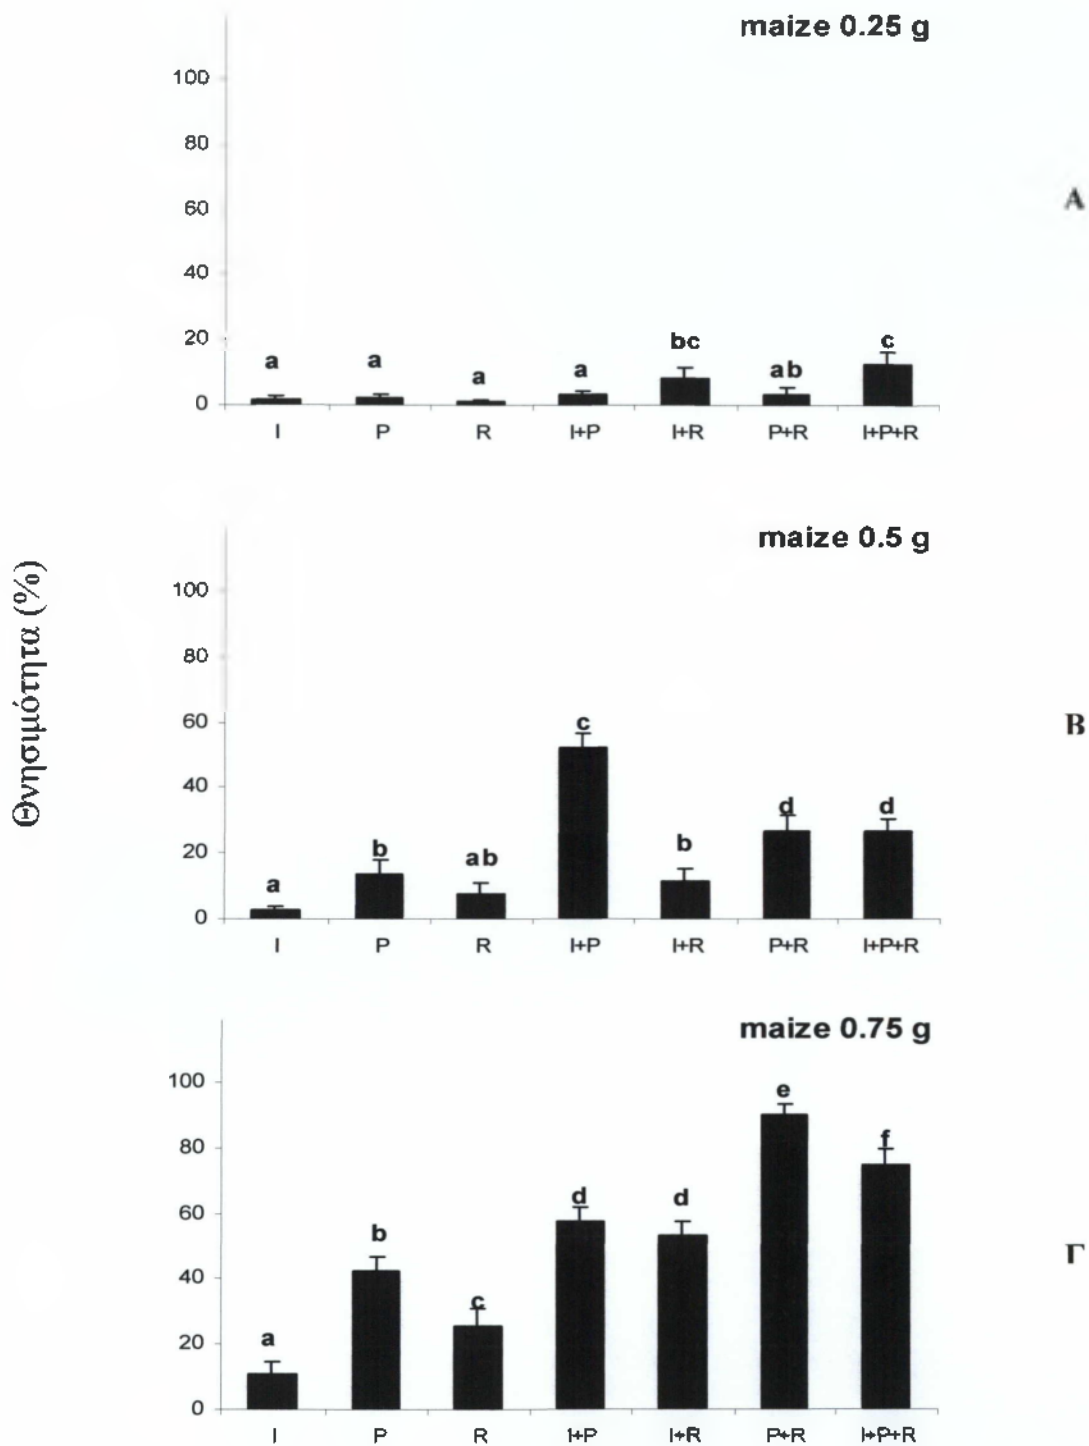 Θνησιμότητα (%)
maize 0.25 g
100
80
60
40
20
0
a
a
a
a
bc
ab
c
I
P
R
I+P
I+R
P+R
I+P+R
A
maize 0.5 g
100
80
60
40
20
0
a
b
ab
c
b
d
d
I
P
R
I+P
I+R
P+R
I+P+R
B
maize 0.75 g
100
80
60
40
20
0
a
b
c
d
d
e
f
I
P
R
I+P
I+R
P+R
I+P+R
Γ